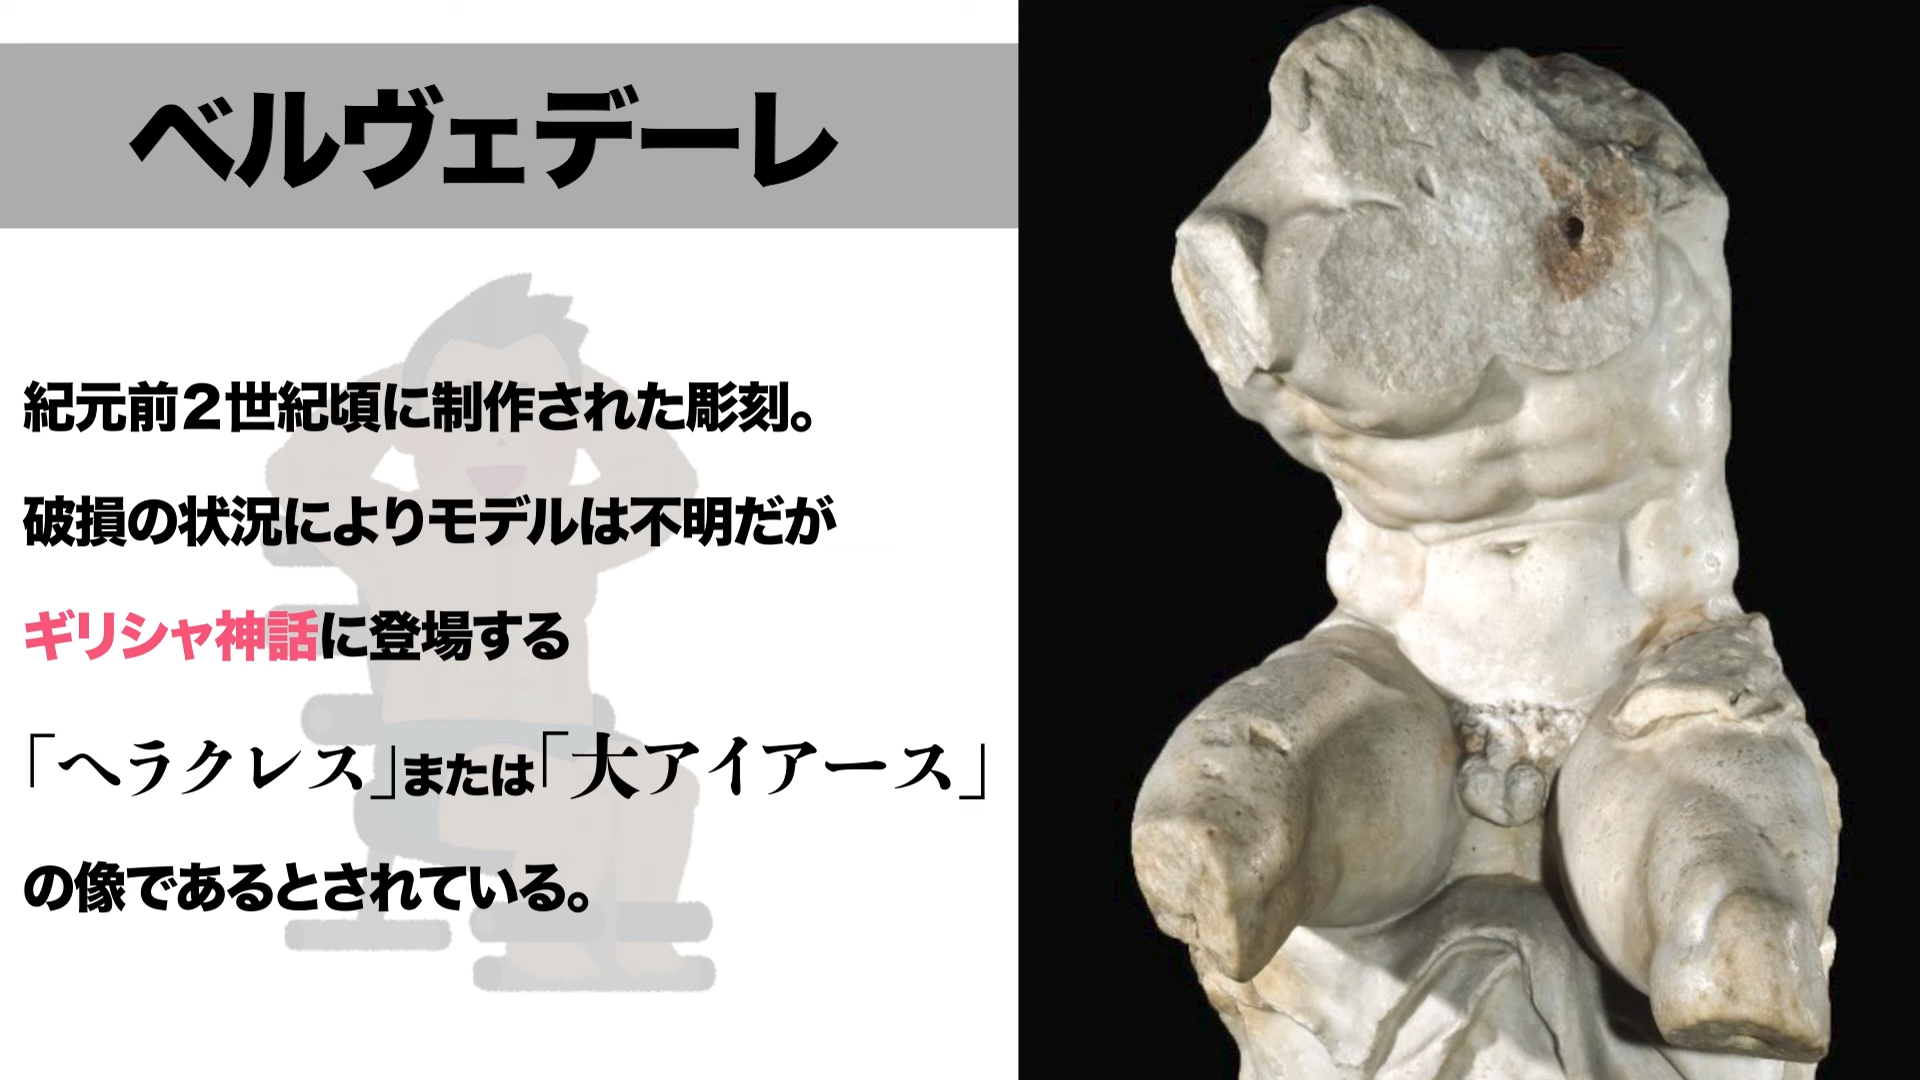 ベルヴェデーレ
紀元前２世紀頃に制作された彫刻。
破損の状況によりモデルは不明だが
ギリシャ神話に登場する
「ヘラクレス」または「大アイアース」
の像であるとされている。